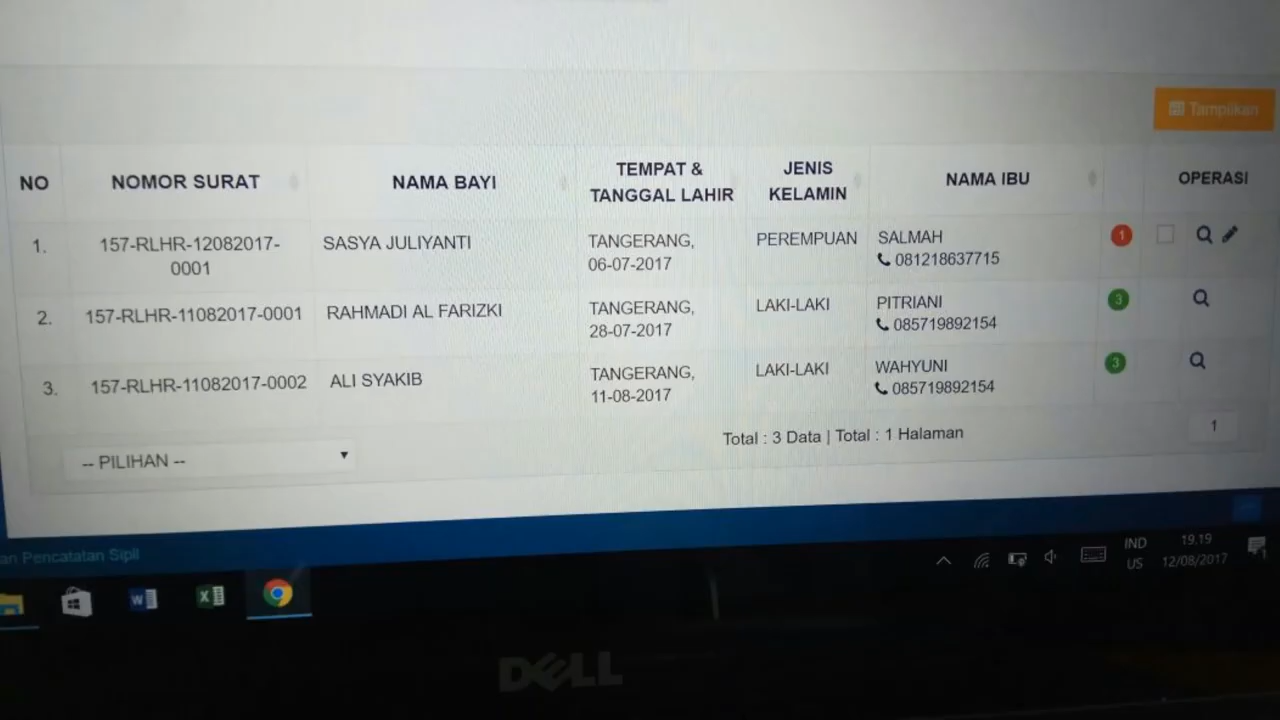 Tampilkan
NO
NOMOR SURAT
NAMA BAYI
TEMPAT &
TANGGAL LAHIR
JENIS
KELAMIN
NAMA IBU
OPERASI
1.
157-RLHR-12082017-
0001
SASYA JULIYANTI
TANGERANG,
06-07-2017
PEREMPUAN
SALMAH
081218637715
1
2.
157-RLHR-11082017-0001
RAHMADI AL FARIZKI
TANGERANG,
28-07-2017
LAKI-LAKI
PITRIANI
085719892154
3
3.
157-RLHR-11082017-0002
ALI SYAKIB
TANGERANG,
11-08-2017
LAKI-LAKI
WAHYUNI
085719892154
3
-- PILIHAN --
Total : 3 Data | Total : 1 Halaman
1
an Pencatatan Sipil
IND
US
19.19
12/08/2017
DELL